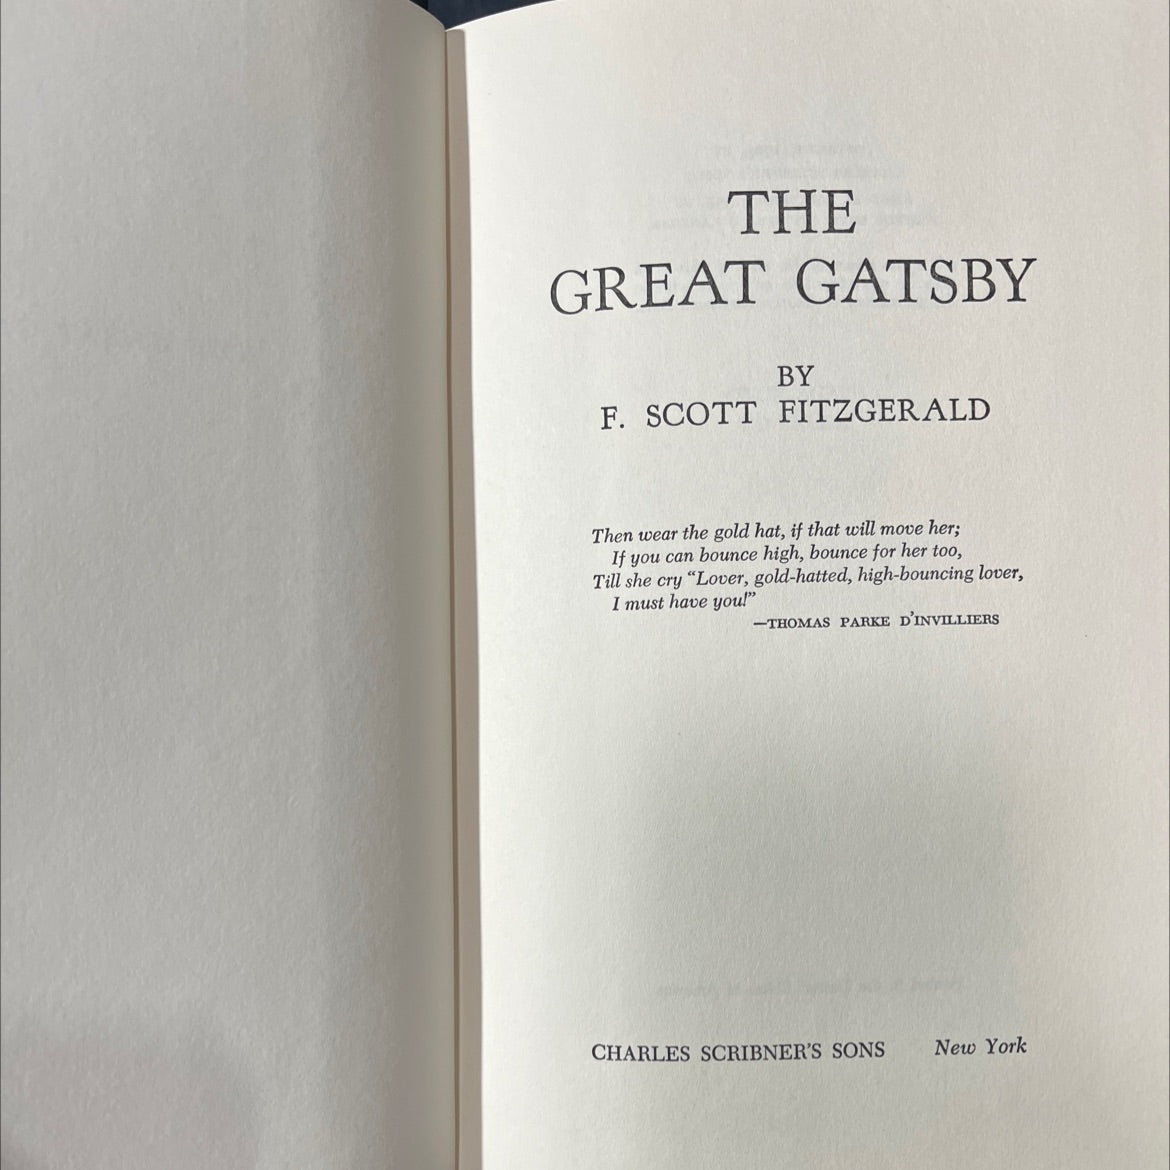 THE
GREAT GATSBY
BY
F. SCOTT FITZGERALD
Then wear the gold hat, if that will move her;
If you can bounce high, bounce for her too,
Till she cry “Lover, gold-hatted, high-bouncing lover,
I must have you!”
—THOMAS PARKE D'INVILLIERS
CHARLES SCRIBNER'S SONS New York